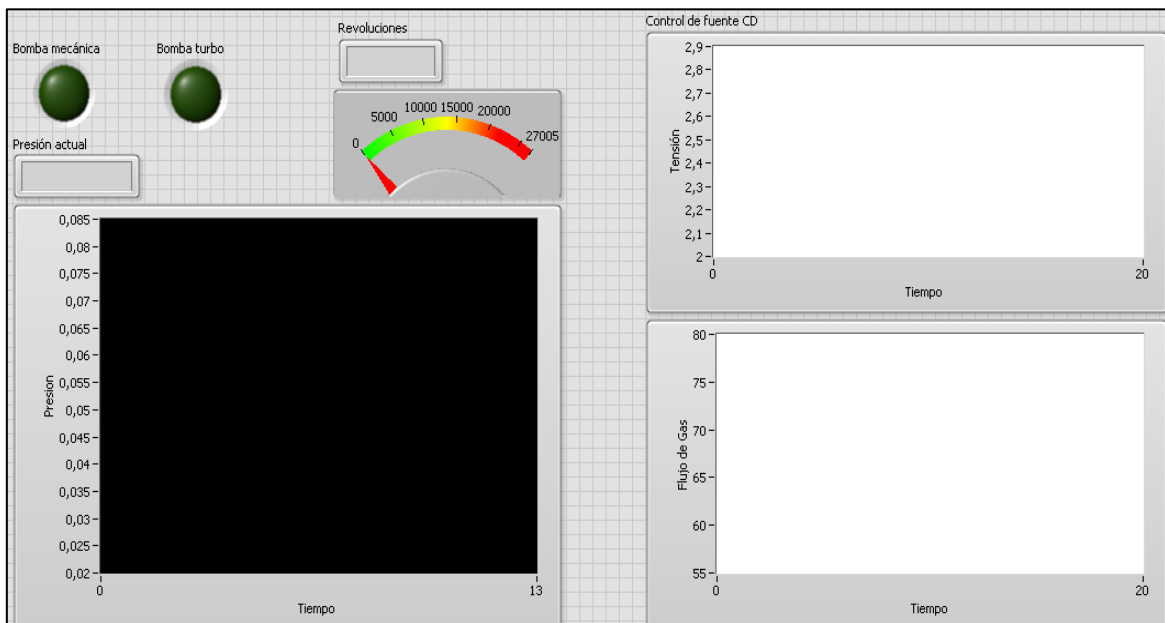 Bomba mecánica
Bomba turbo
Revoluciones
0 5000 10000 15000 20000 27005
Presión actual
0,085
0,08
0,075
0,07
0,065
0,06
0,055
0,05
0,045
0,04
0,035
0,03
0,025
0,02
Presion
0 13
Tiempo
Control de fuente CD
2,9
2,8
2,7
2,6
2,5
2,4
2,3
2,2
2,1
2
Tensión
0 20
Tiempo
80
75
70
65
60
55
Flujo de Gas
0 20
Tiempo